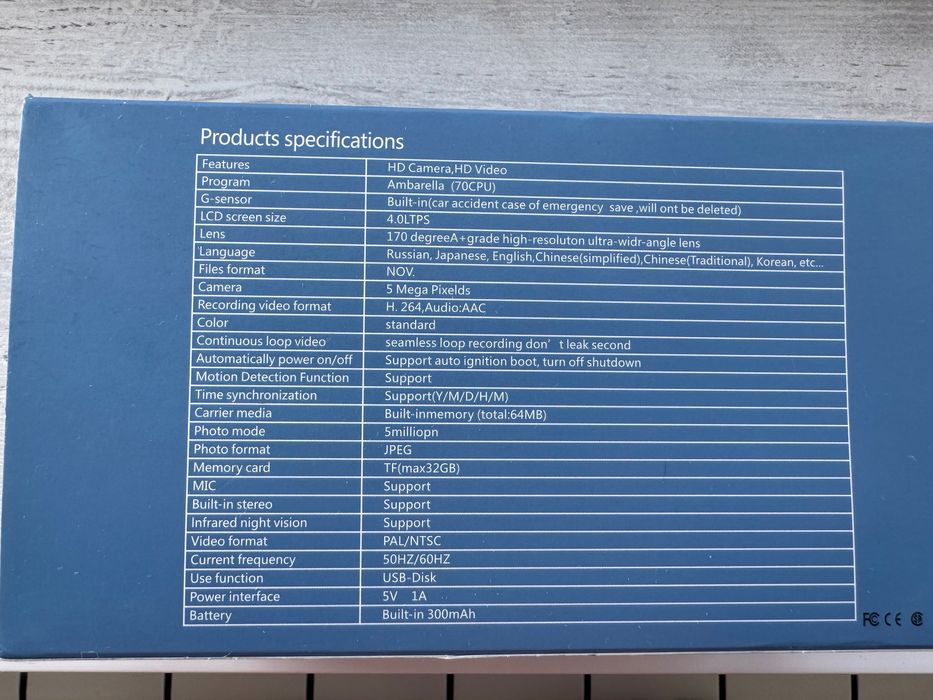 Products specifications
Features HD Camera,HD Video
Program Ambarella (70CPU)
G-sensor Built-in(car accident case of emergency save ,will ont be deleted)
LCD screen size 4.0LTPS
Lens 170 degreeA+grade high-resoluton ultra-widr-angle lens
Language Russian, Japanese, English,Chinese(simplified),Chinese(Traditional), Korean, etc...
Files format NOV.
Camera 5 Mega Pixelds
Recording video format H. 264,Audio:AAC
Color standard
Continuous loop video seamless loop recording don' t leak second
Automatically power on/off Support auto ignition boot, turn off shutdown
Motion Detection Function Support
Time synchronization Support(Y/M/D/H/M)
Carrier media Built-inmemory (total:64MB)
Photo mode 5milliopn
Photo format JPEG
Memory card TF(max32GB)
MIC Support
Built-in stereo Support
Infrared night vision Support
Video format PAL/NTSC
Current frequency 50HZ/60HZ
Use function USB-Disk
Power interface 5V 1A
Battery Built-in 300mAh
FC CE